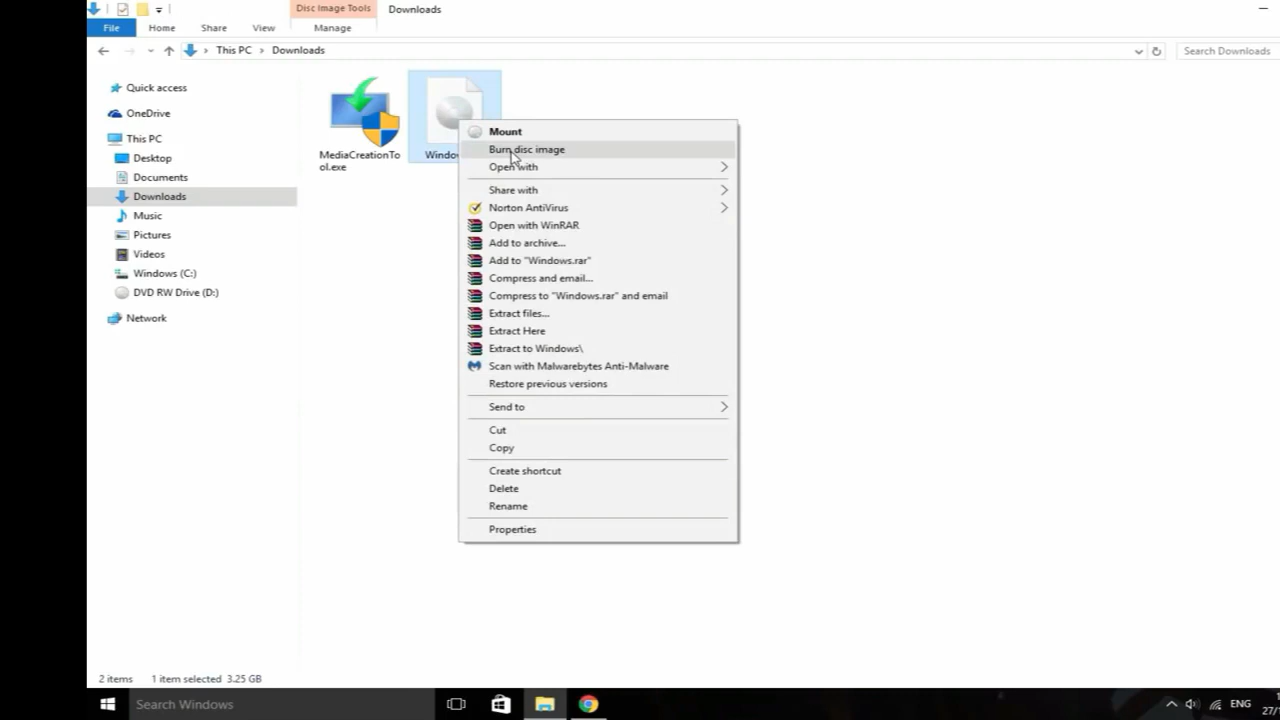 Disc Image Tools
Downloads
File
Home
Share
View
Manage
This PC
Downloads
Search Downloads
Quick access
OneDrive
This PC
Desktop
Documents
Downloads
Music
Pictures
Videos
Windows (C:)
DVD RW Drive (D:)
Network
MediaCreationTo
ol.exe
Mount
Burn disc image
Open with
Share with
Norton AntiVirus
Open with WinRAR
Add to archive...
Add to "Windows.rar"
Compress and email...
Compress to "Windows.rar" and email
Extract files...
Extract Here
Extract to Windows\
Scan with Malwarebytes Anti-Malware
Restore previous versions
Send to
Cut
Copy
Create shortcut
Delete
Rename
Properties
2 items
1 item selected 3.25 GB
Search Windows
ENG